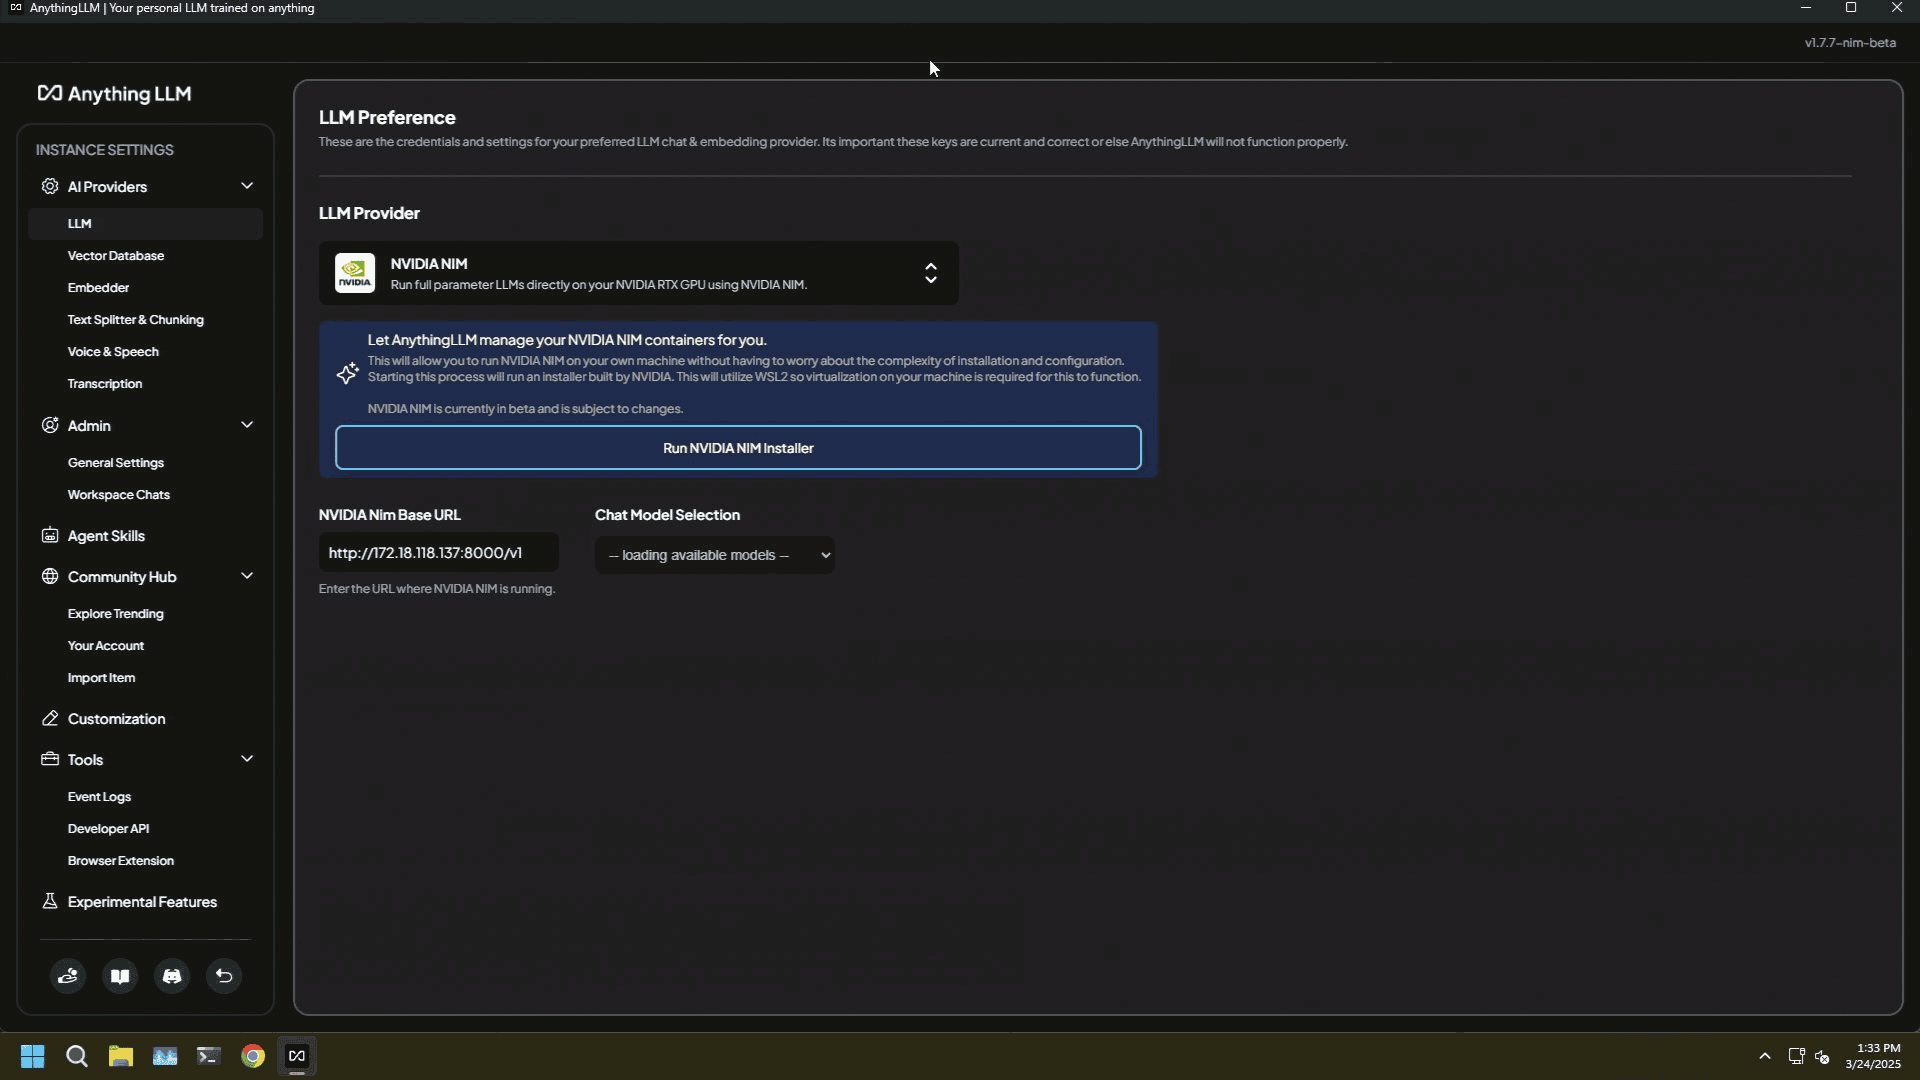 AnythingLLM | Your personal LLM trained on anything
v1.7.7-nim-beta
Anything LLM
INSTANCE SETTINGS
AI Providers
LLM
Vector Database
Embedder
Text Splitter & Chunking
Voice & Speech
Transcription
Admin
General Settings
Workspace Chats
Agent Skills
Community Hub
Explore Trending
Your Account
Import Item
Customization
Tools
Event Logs
Developer API
Browser Extension
Experimental Features
LLM Preference
These are the credentials and settings for your preferred LLM chat & embedding provider. Its important these keys are current and correct or else AnythingLLM will not function properly.
LLM Provider
NVIDIA
NVIDIA NIM
Run full parameter LLMs directly on your NVIDIA RTX GPU using NVIDIA NIM.
Let AnythingLLM manage your NVIDIA NIM containers for you.
This will allow you to run NVIDIA NIM on your own machine without having to worry about the complexity of installation and configuration.
Starting this process will run an installer built by NVIDIA. This will utilize WSL2 so virtualization on your machine is required for this to function.
NVIDIA NIM is currently in beta and is subject to changes.
Run NVIDIA NIM Installer
NVIDIA Nim Base URL
http://172.18.118.137:8000/v1
Enter the URL where NVIDIA NIM is running.
Chat Model Selection
-- loading available models --
1:33 PM
3/24/2025